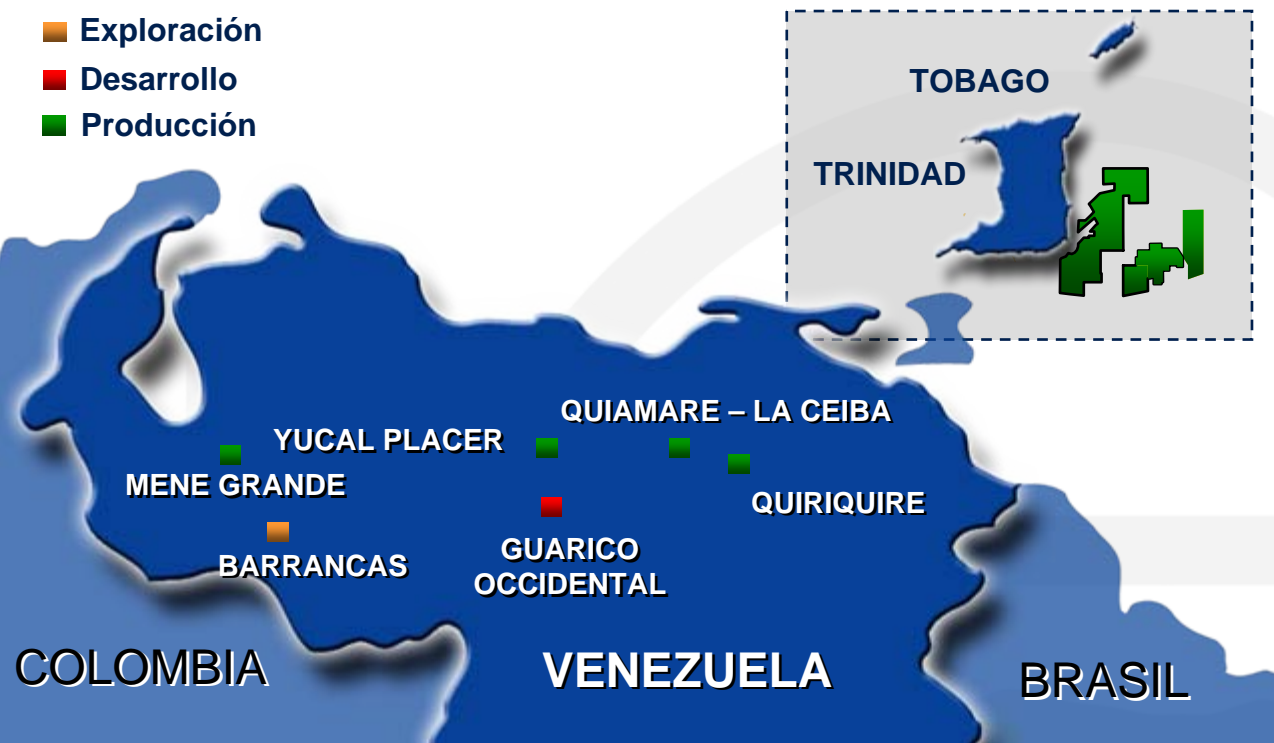 Exploración
Desarrollo
Producción
TOBAGO
TRINIDAD
QUIAMARE – LA CEIBA
YUCAL PLACER
MENE GRANDE
QUIRIQUIRE
BARRANCAS
GUARICO
OCCIDENTAL
COLOMBIA
VENEZUELA
BRASIL